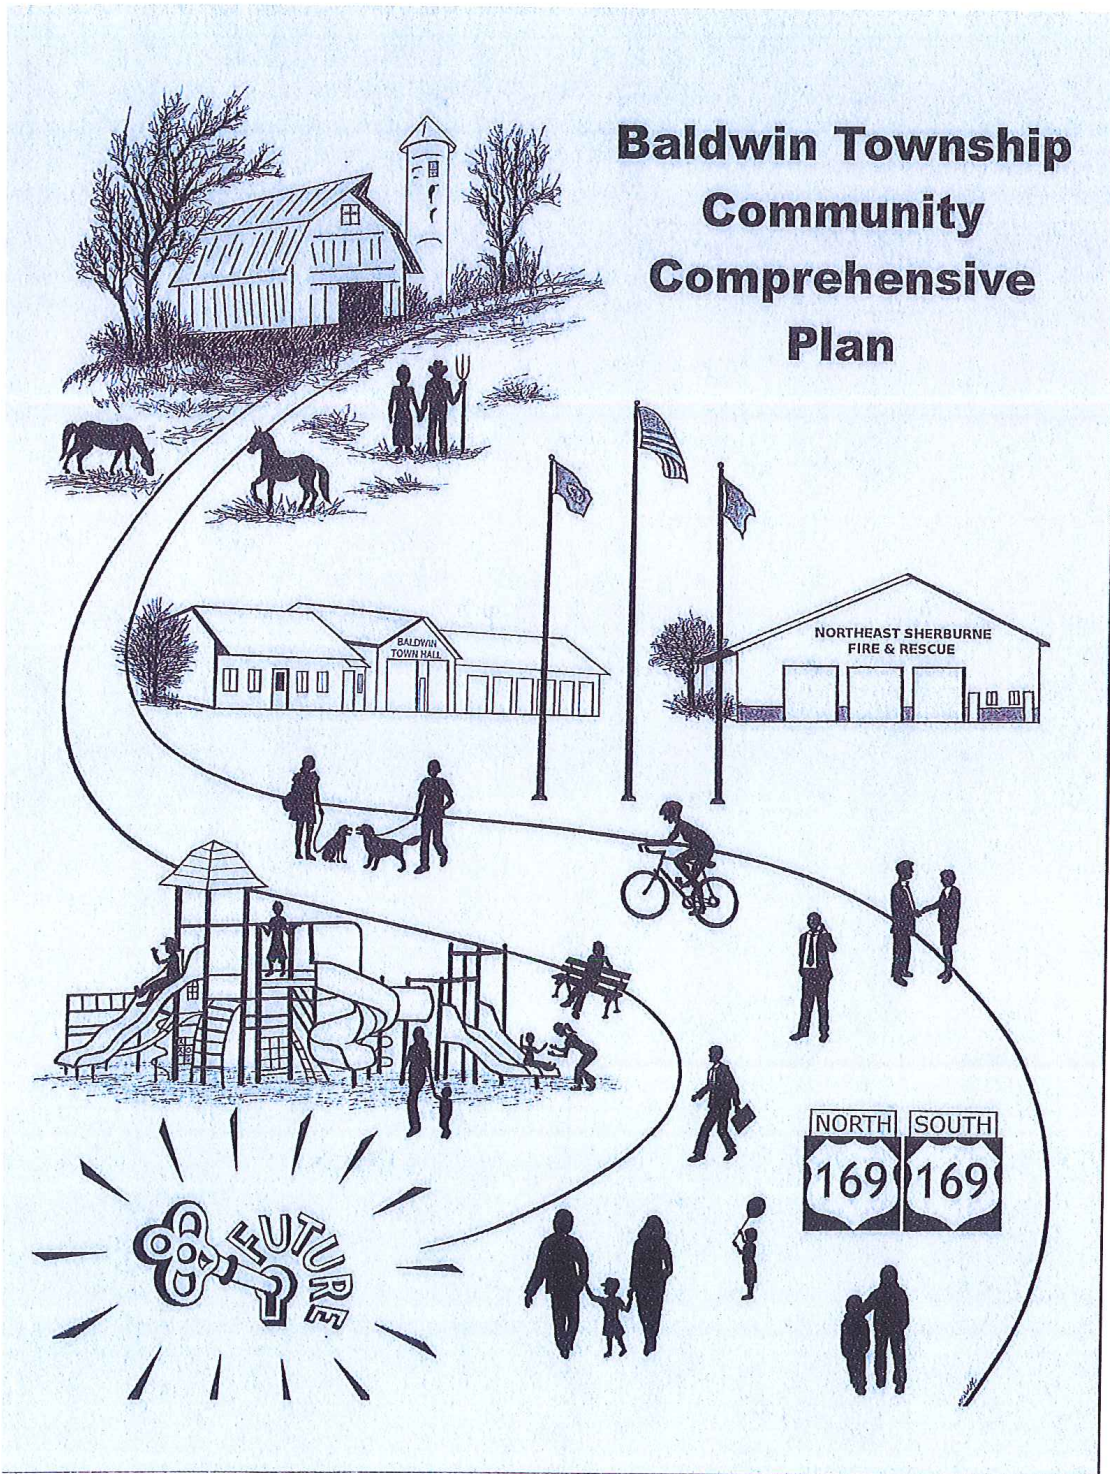 Baldwin Township
Community
Comprehensive
Plan
BALDWIN
TOWN HALL
NORTHEAST SHERBURNE
FIRE & RESCUE
NORTH
SOUTH
169
169
FUTURE